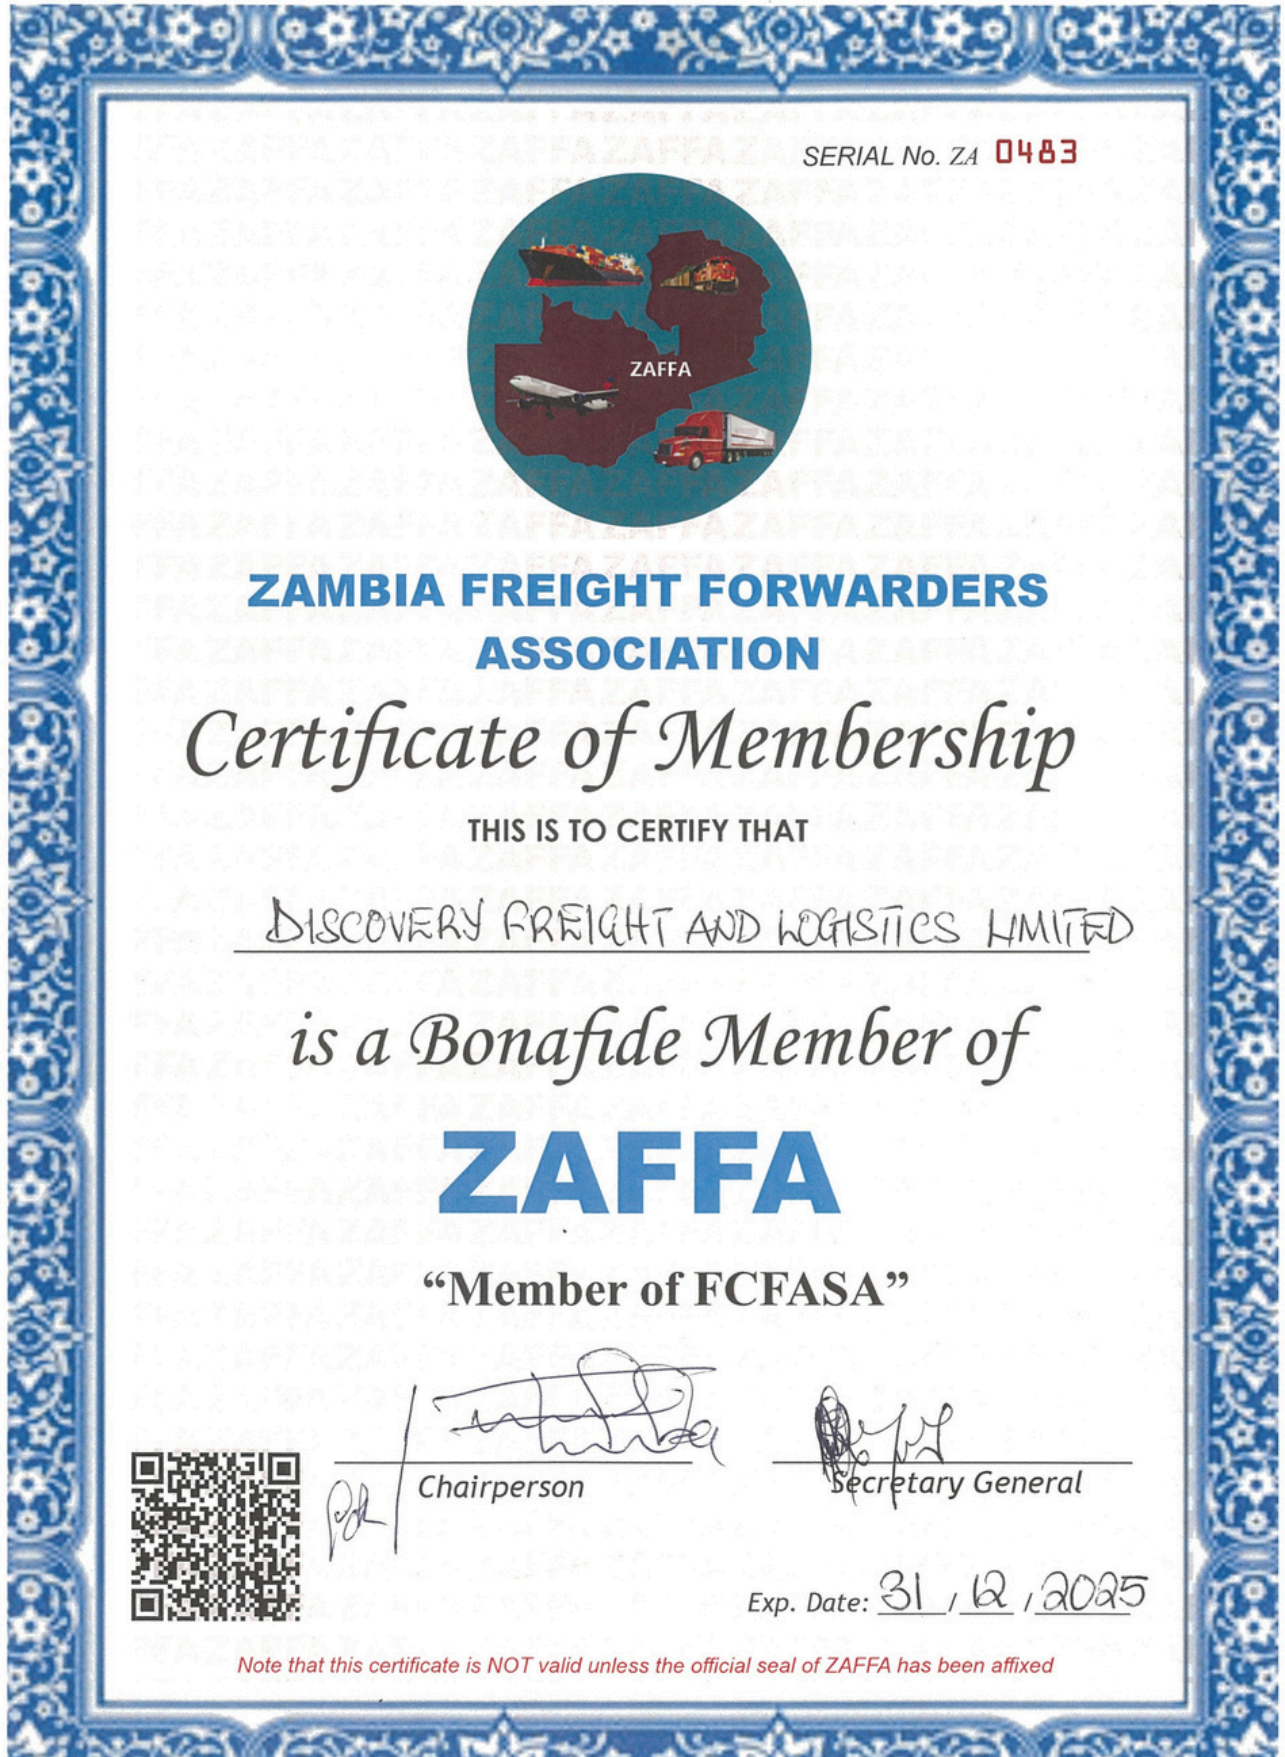 SERIAL No. ZA 0483
ZAFFA
ZAMBIA FREIGHT FORWARDERS
ASSOCIATION
Certificate of Membership
THIS IS TO CERTIFY THAT
DISCOVERY FREIGHT AND LOGISTICS LIMITED
is a Bonafide Member of
ZAFFA
“Member of FCFASA”
Chairperson
Secretary General
Exp. Date: 31 / 12 / 2025
Note that this certificate is NOT valid unless the official seal of ZAFFA has been affixed